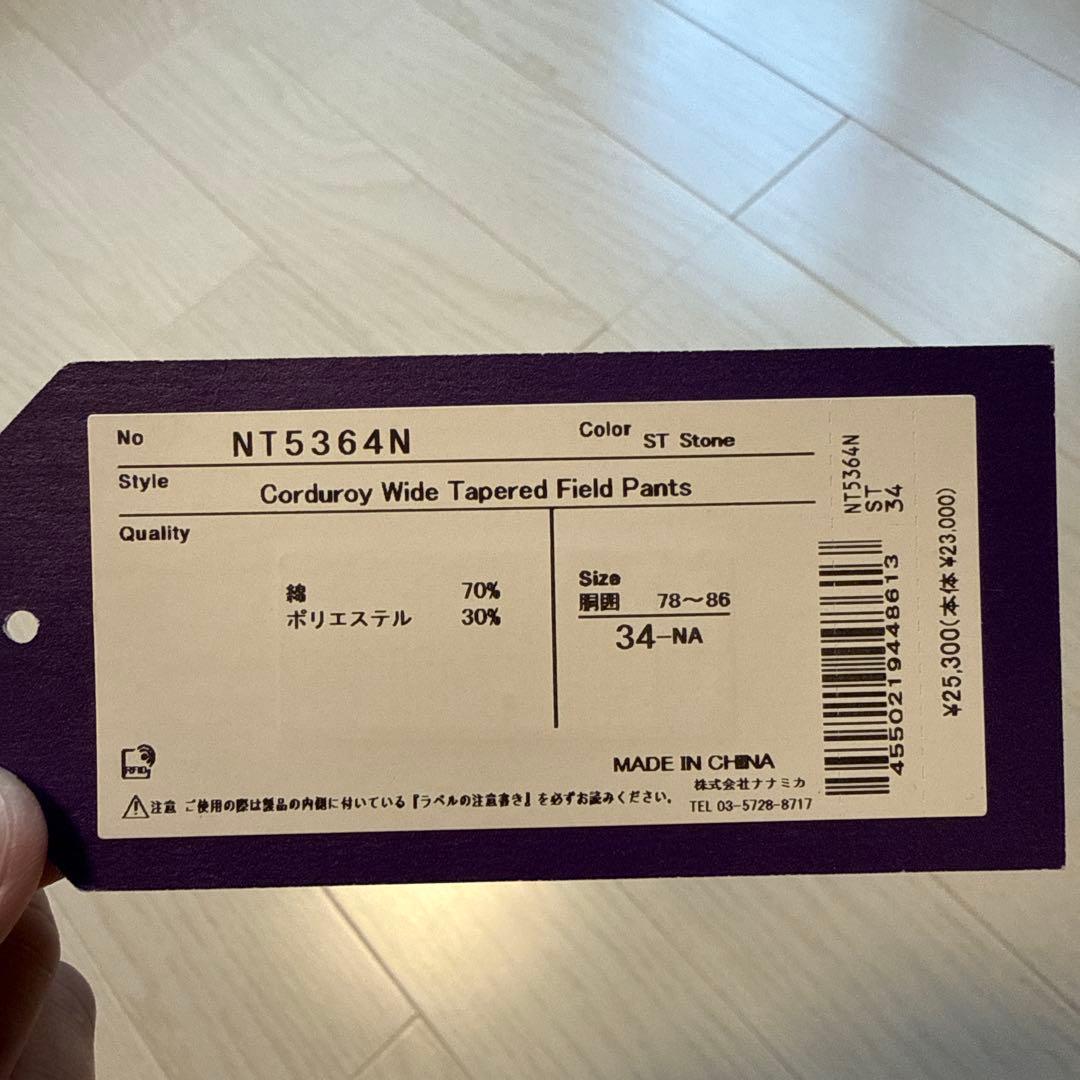 No NT5364N Color ST Stone
Style Corduroy Wide Tapered Field Pants
Quality
綿 70%
ポリエステル 30%
Size
胴囲 78～86
34-NA
RFID
MADE IN CHINA
株式会社ナナミカ
TEL 03-5728-8717
注意 ご使用の際は製品の内側に付いている『ラベルの注意書き』を必ずお読みください。
NT5364N
ST
34
4550219448613
¥25,300(本体 ¥23,000)